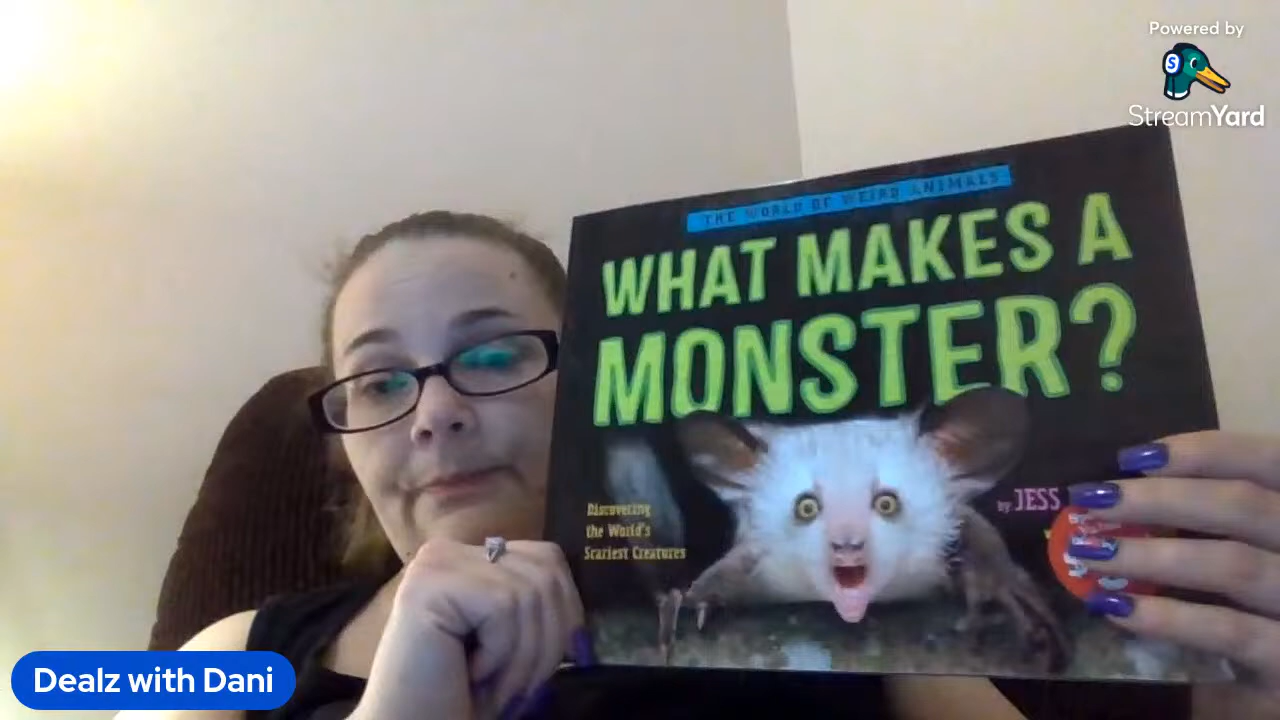 Powered by
StreamYard
THE WORLD OF WEIRD ANIMALS
WHAT MAKES A
MONSTER?
by JESS
Discovering
the World's
Scariest Creatures
Dealz with Dani